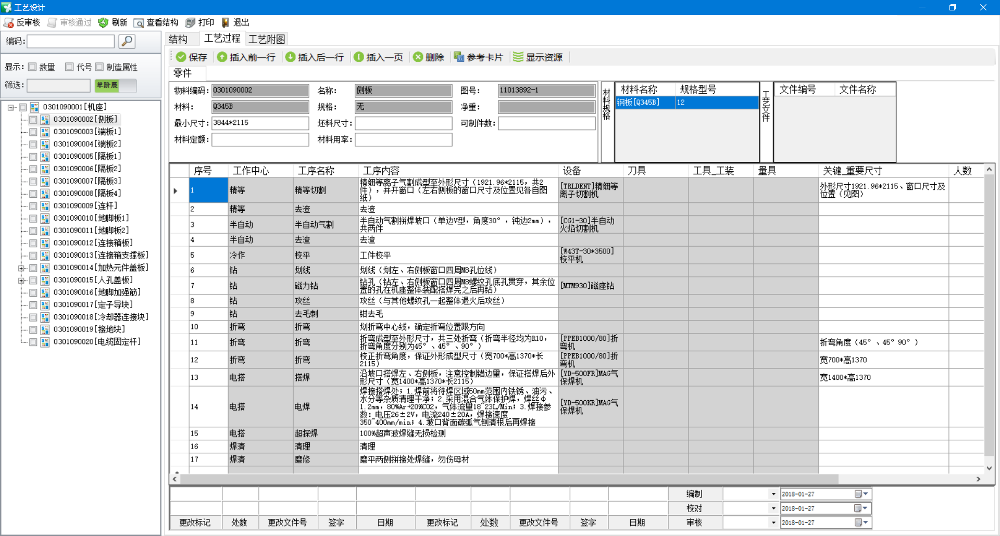 工艺设计
反审核 审核通过 刷新 查看结构 打印 退出
编码:
显示: 数量 代号 制造属性
筛选: 单阶展
0301090001[机座]
0301090002[侧板]
0301090003[端板1]
0301090004[端板2]
0301090005[隔板1]
0301090006[隔板2]
0301090007[隔板3]
0301090008[隔板4]
0301090009[连杆]
0301090010[地脚板1]
0301090011[地脚板2]
0301090012[连接箱板]
0301090013[连接箱支撑板]
0301090014[加热元件盖板]
0301090015[人孔盖板]
0301090016[地脚加强筋]
0301090017[定子导块]
0301090018[冷却器连接块]
0301090019[接地块]
0301090020[电缆固定杆]
结构 工艺过程 工艺附图
保存 插入前一行 插入后一行 插入一页 删除 参考卡片 显示资源
零件
物料编码: 0301090002 名称: 侧板 图号: 11013892-1
材料: Q345B 规格: 无 净重:
最小尺寸: 3844*2115 坯料尺寸: 可制件数:
材料定额: 材料用率:
材料规格
材料名称 规格型号
钢板[Q345B] 12
工艺文件
文件编号 文件名称
序号 工作中心 工序名称 工序内容 设备 刀具 工具_工装 量具 关键_重要尺寸 人数
1 精等 精等切割 精细等离子气割成型至外形尺寸（1921.96*2115，共2
件），并开窗口（左右侧板的窗口尺寸及位置见各自图
纸） [TRLDENT]精细等
离子切割机 外形尺寸1921.96*2115、窗口尺寸及
位置（见图）
2 精等 去渣 去渣
3 半自动 半自动气割 半自动气割拼焊坡口（单边V型，角度30°，钝边2mm），
共两件 [CG1-30]半自动
火焰切割机
4 半自动 去渣 去渣
5 冷作 校平 工件校平 [W43T-30*3500]
校平机
6 钻 划线 划线（划左、右侧板窗口四周M8孔位线）
7 钻 磁力钻 钻孔（钻左、右侧板窗口四周M8螺纹孔底孔贯穿，其余位
置的孔在机座整体装配搭焊完之后再钻） [MTM930]磁座钻
8 钻 攻丝 攻丝（与其他螺纹孔一起整体退火后攻丝）
9 钻 去毛刺 钳去毛
10 折弯 折弯 划折弯中心线，确定折弯位置跟方向
11 折弯 折弯 折弯成型至外形尺寸，共三处折弯（折弯半径均为R10，
折弯角度分别为45°、45°、90°） [PPEB1000/80]折
弯机 折弯角度（45°、45°90°）
12 折弯 折弯 校正折弯角度，保证外形成型尺寸（宽700*高1370*长
2115） [PPEB1000/80]折
弯机 宽700*高1370
13 电搭 搭焊 沿坡口搭焊左、右侧板，注意控制错边量，保证搭焊后外
形尺寸（宽1400*高1370*长2115） [YD-500FR]MAG气
保焊机 宽1400*高1370
14 电搭 电焊 焊接搭焊处；1.焊前将待焊区域50mm范围内铁锈、油污、
水分等杂质清理干净；2.采用混合气体保护焊，焊丝φ
1.2mm，80%Ar+20%CO2，气体流量18~23L/Min；3.焊接参
数：电压26±2V，电流240±20A，焊接速度
350~400mm/min；4.坡口背面碳弧气刨清根后再焊接 [YD-500KR]MAG气
保焊机
15 电搭 超探焊 100%超声波焊缝无损检测
16 焊清 清理 清理
17 焊清 磨修 磨平两侧拼接处焊缝，勿伤母材
编制 2018-01-27
校对 2018-01-27
更改标记 处数 更改文件号 签字 日期 更改标记 处数 更改文件号 签字 日期 审核 2018-01-27